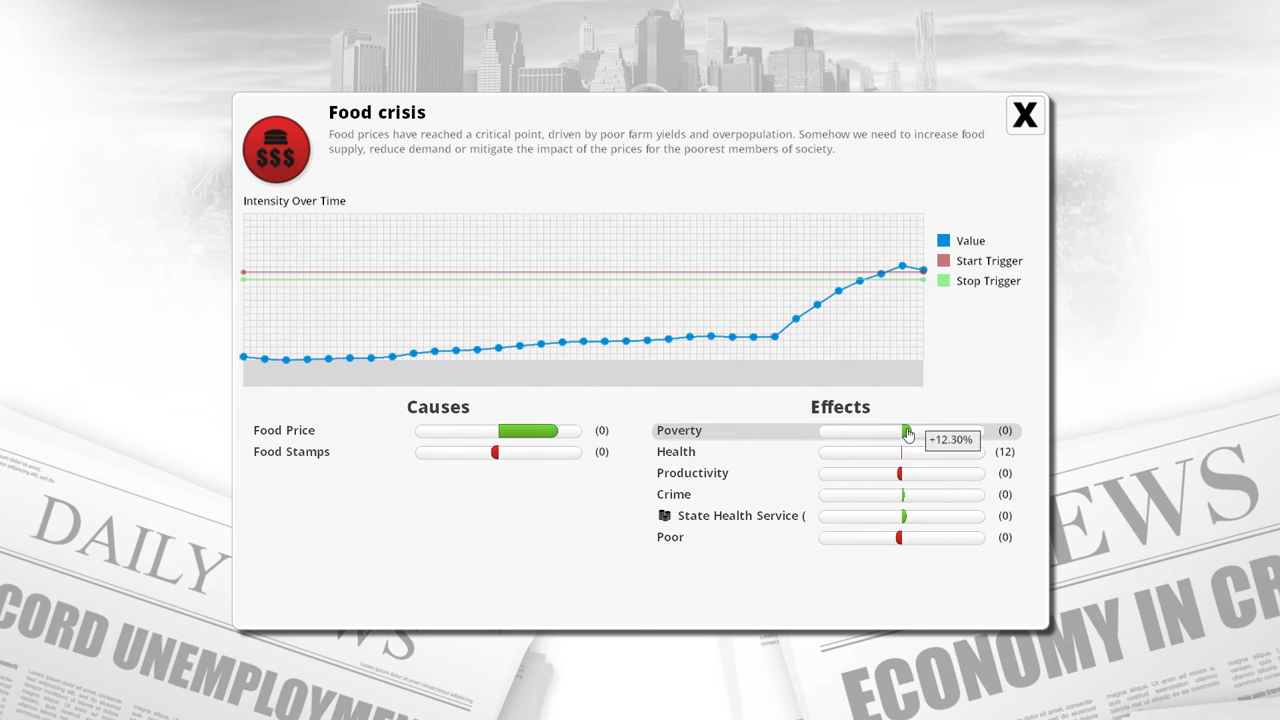 Food crisis
X
Food prices have reached a critical point, driven by poor farm yields and overpopulation. Somehow we need to increase food
supply, reduce demand or mitigate the impact of the prices for the poorest members of society.
$$$
Intensity Over Time
Value
Start Trigger
Stop Trigger
Causes
Food Price (0)
Food Stamps (0)
Effects
Poverty (0)
+12.30%
Health (12)
Productivity (0)
Crime (0)
State Health Service ( (0)
Poor (0)
DAILY
WS
CORD UNEMPLOYME
EWS
ECONOMY IN CR